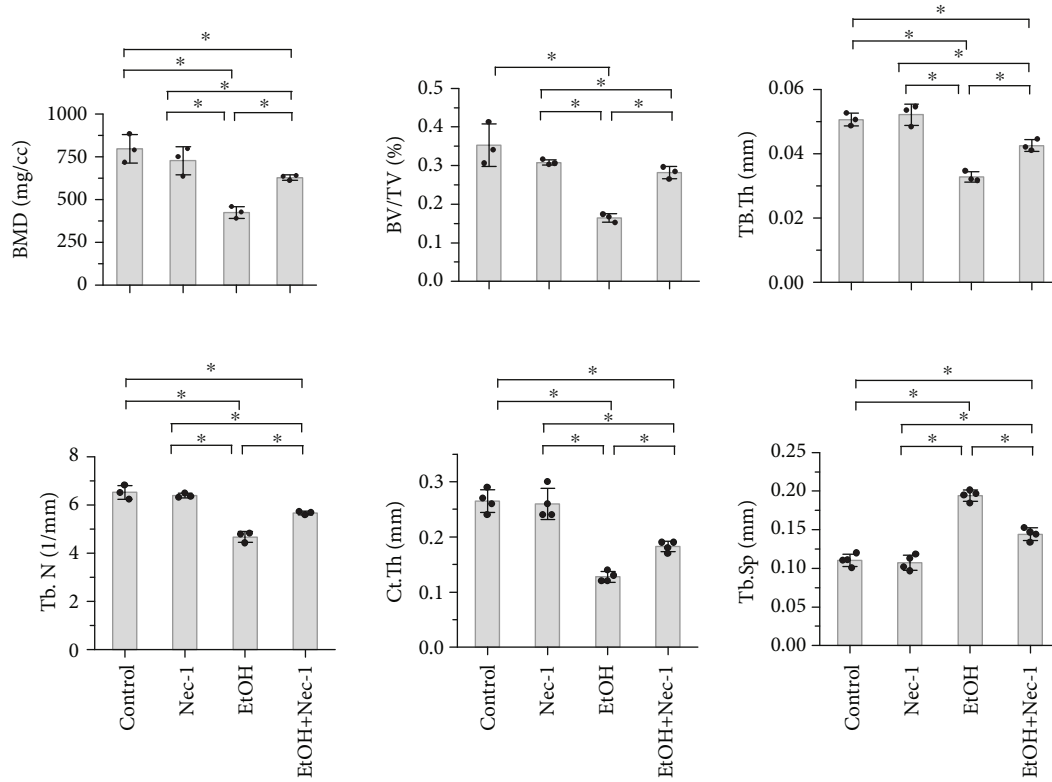 * * * * *
BMD (mg/cc)
1000
750
500
250
0
* * * *
BV/TV (%)
0.5
0.4
0.3
0.2
0.1
0.0
* * * * *
TB.Th (mm)
0.06
0.04
0.02
0.00
* * * * *
Tb. N (1/mm)
8
6
4
2
0
Control
Nec-1
EtOH
EtOH+Nec-1
* * * * *
Ct.Th (mm)
0.3
0.2
0.1
0.0
Control
Nec-1
EtOH
EtOH+Nec-1
* * * * *
Tb.Sp (mm)
0.25
0.20
0.15
0.10
0.05
0.00
Control
Nec-1
EtOH
EtOH+Nec-1